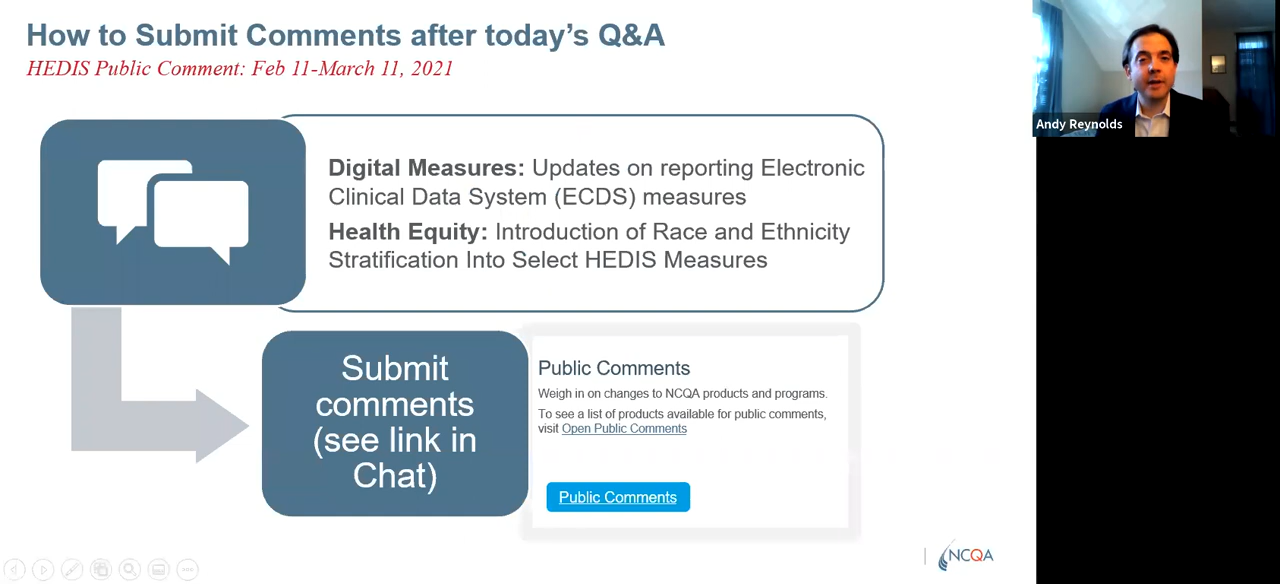 How to Submit Comments after today's Q&A
HEDIS Public Comment: Feb 11-March 11, 2021
Andy Reynolds
Digital Measures: Updates on reporting Electronic
Clinical Data System (ECDS) measures
Health Equity: Introduction of Race and Ethnicity
Stratification Into Select HEDIS Measures
Submit
comments
(see link in
Chat)
Public Comments
Weigh in on changes to NCQA products and programs.
To see a list of products available for public comments,
visit Open Public Comments
Public Comments
NCQA